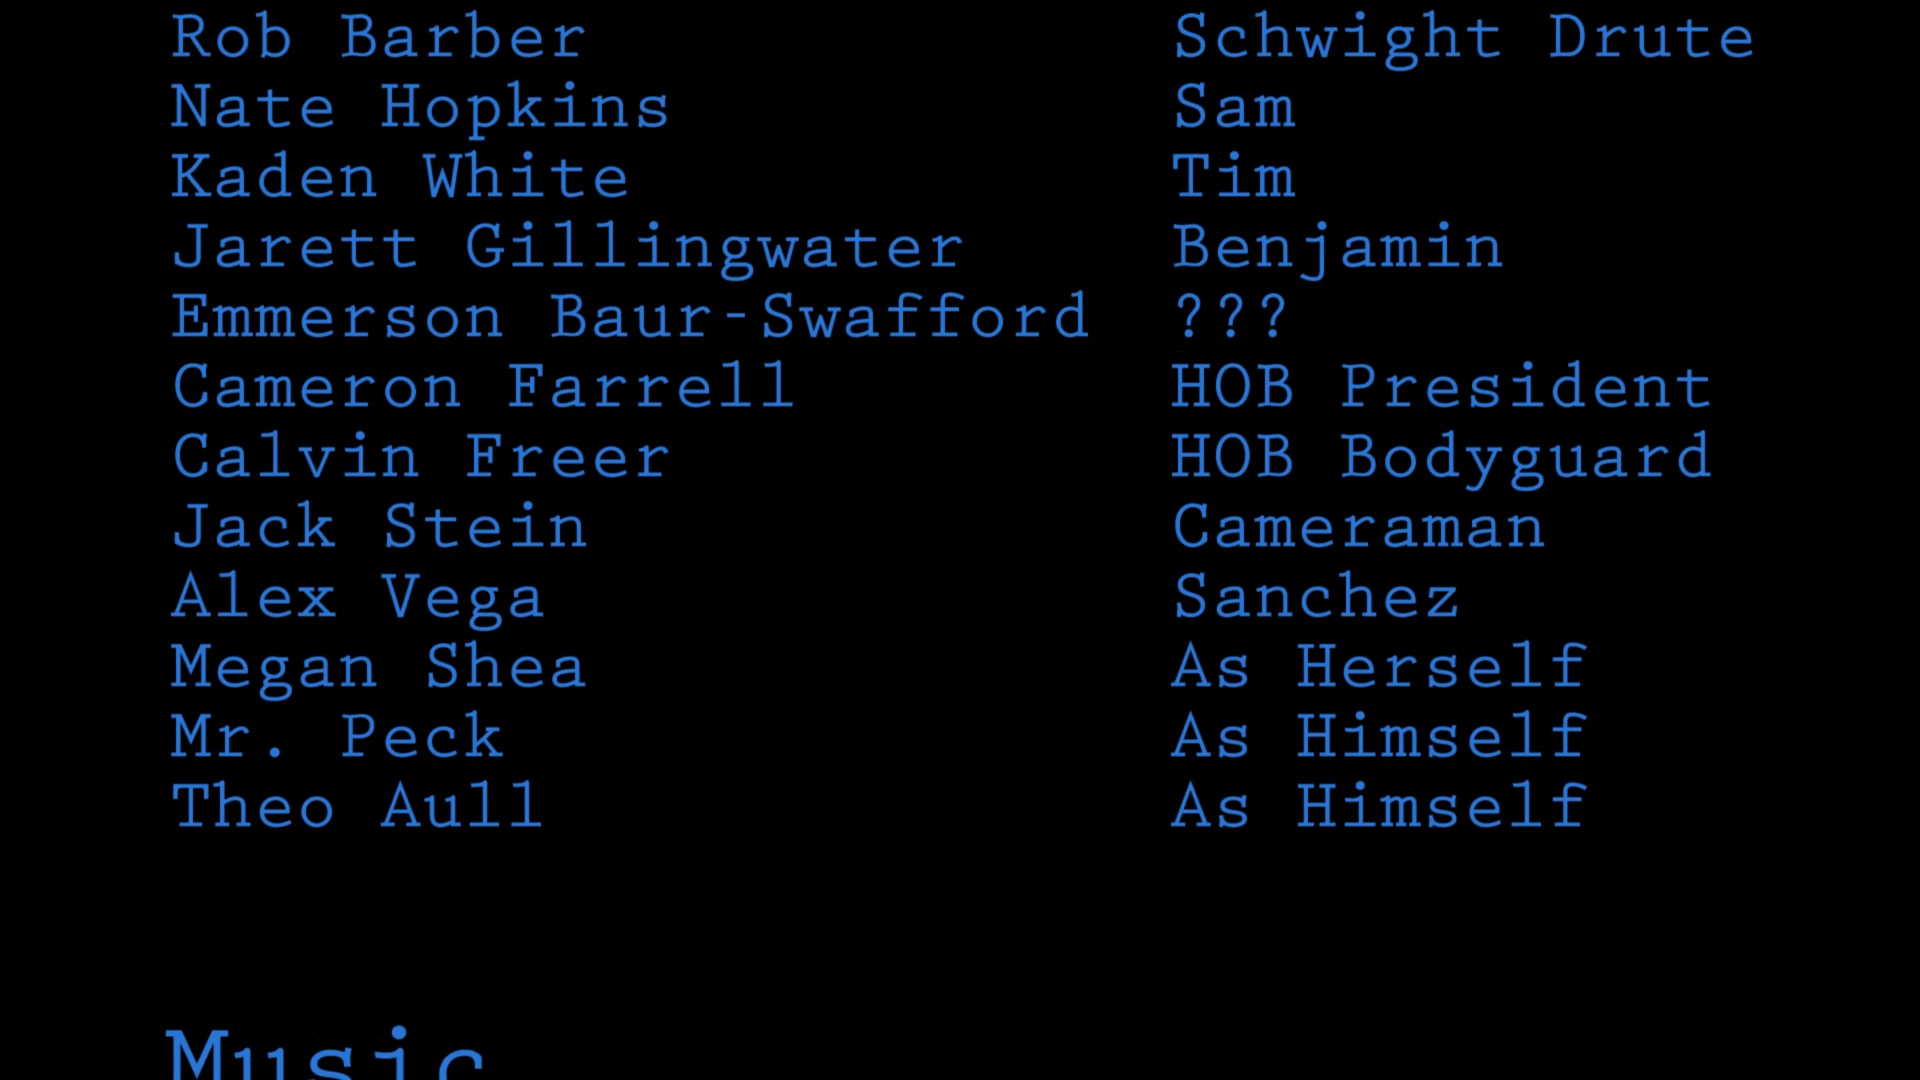 Rob Barber Schwight Drute
Nate Hopkins Sam
Kaden White Tim
Jarett Gillingwater Benjamin
Emmerson Baur-Swafford ???
Cameron Farrell HOB President
Calvin Freer HOB Bodyguard
Jack Stein Cameraman
Alex Vega Sanchez
Megan Shea As Herself
Mr. Peck As Himself
Theo Aull As Himself
Music